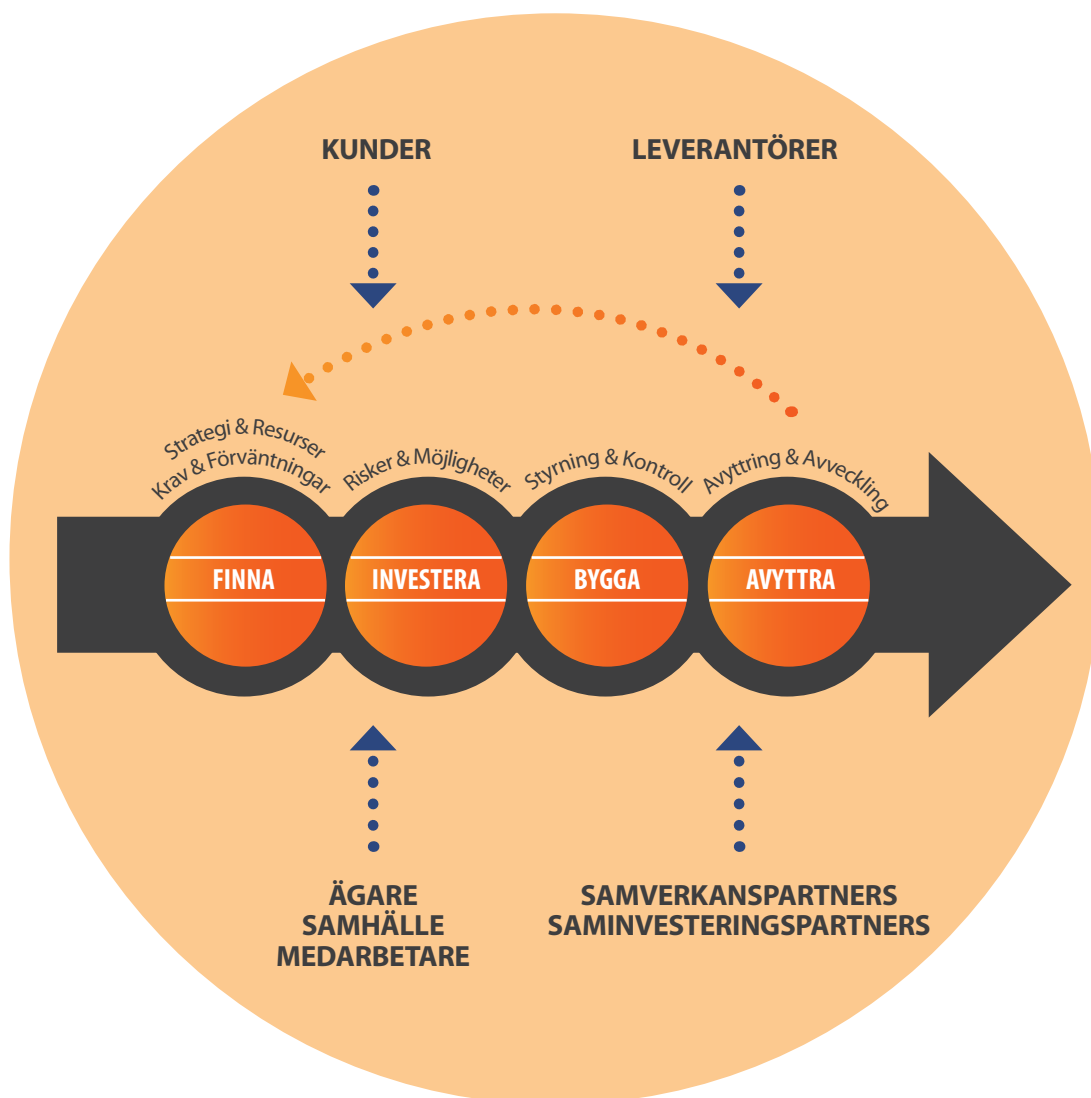 KUNDER
LEVERANTÖRER
Strategi & Resurser
Krav & Förväntningar
Risker & Möjligheter
Styrning & Kontroll
Avyttring & Avveckling
FINNA
INVESTERA
BYGGA
AVYTTRA
ÄGARE
SAMHÄLLE
MEDARBETARE
SAMVERKANSPARTNERS
SAMINVESTERINGSPARTNERS